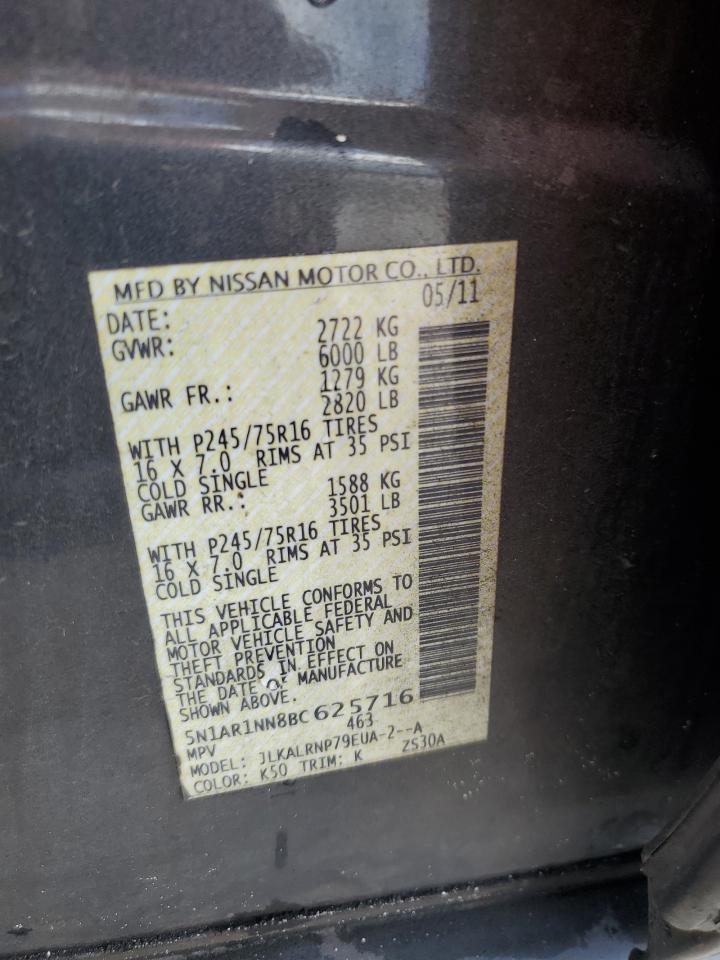 MFD BY NISSAN MOTOR CO., LTD.
DATE: 05/11
GVWR: 2722 KG
6000 LB
GAWR FR.: 1279 KG
2820 LB
WITH P245/75R16 TIRES
16 X 7.0 RIMS AT 35 PSI
COLD SINGLE
GAWR RR.: 1588 KG
3501 LB
WITH P245/75R16 TIRES
16 X 7.0 RIMS AT 35 PSI
COLD SINGLE
THIS VEHICLE CONFORMS TO
ALL APPLICABLE FEDERAL
MOTOR VEHICLE SAFETY AND
THEFT PREVENTION
STANDARDS IN EFFECT ON
THE DATE OF MANUFACTURE
SHOWN ABOVE.
5N1AR1NN8BC625716
MPV 463
MODEL: JLKALRNP79EUA-2--A
COLOR: K50 TRIM: K ZS30A